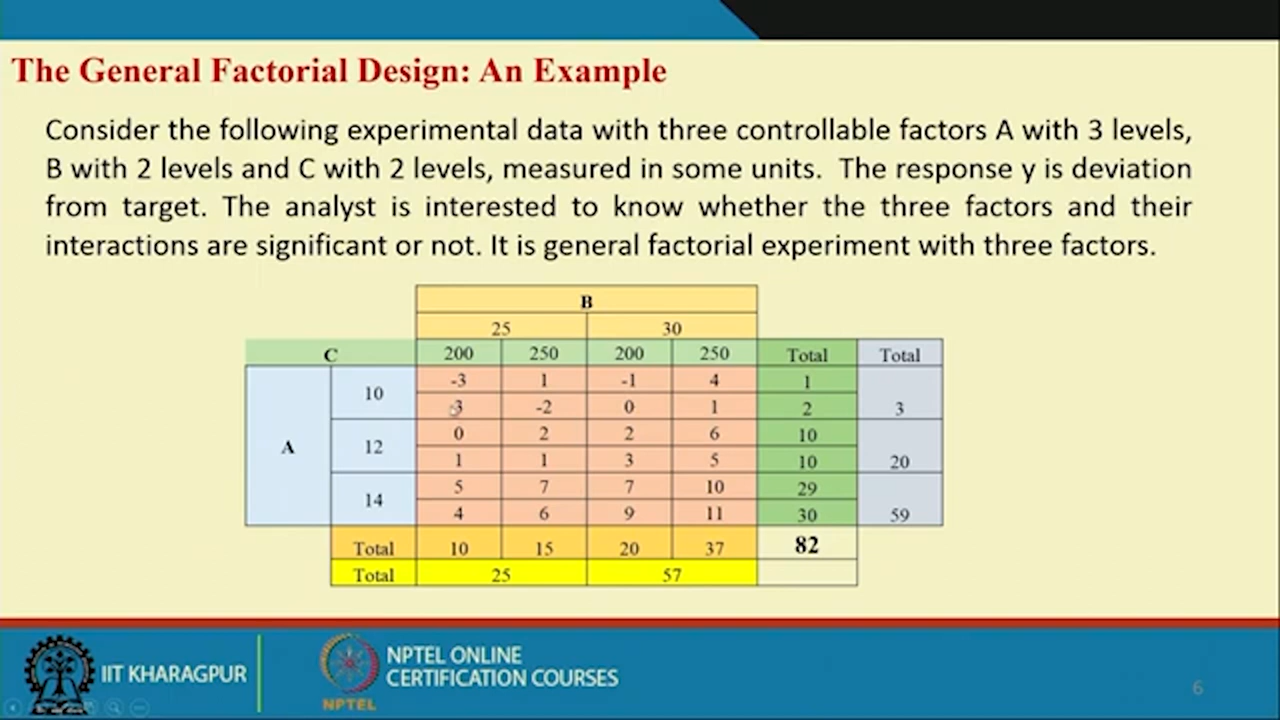 The General Factorial Design: An Example
Consider the following experimental data with three controllable factors A with 3 levels,
B with 2 levels and C with 2 levels, measured in some units. The response y is deviation
from target. The analyst is interested to know whether the three factors and their
interactions are significant or not. It is general factorial experiment with three factors.
B
25 30
C 200 250 200 250 Total Total
10 -3 1 -1 4 1
3 -2 0 1 2 3
A 12 0 2 2 6 10
1 1 3 5 10 20
14 5 7 7 10 29
4 6 9 11 30 59
Total 10 15 20 37 82
Total 25 57
IIT KHARAGPUR
NPTEL
NPTEL ONLINE
CERTIFICATION COURSES
6